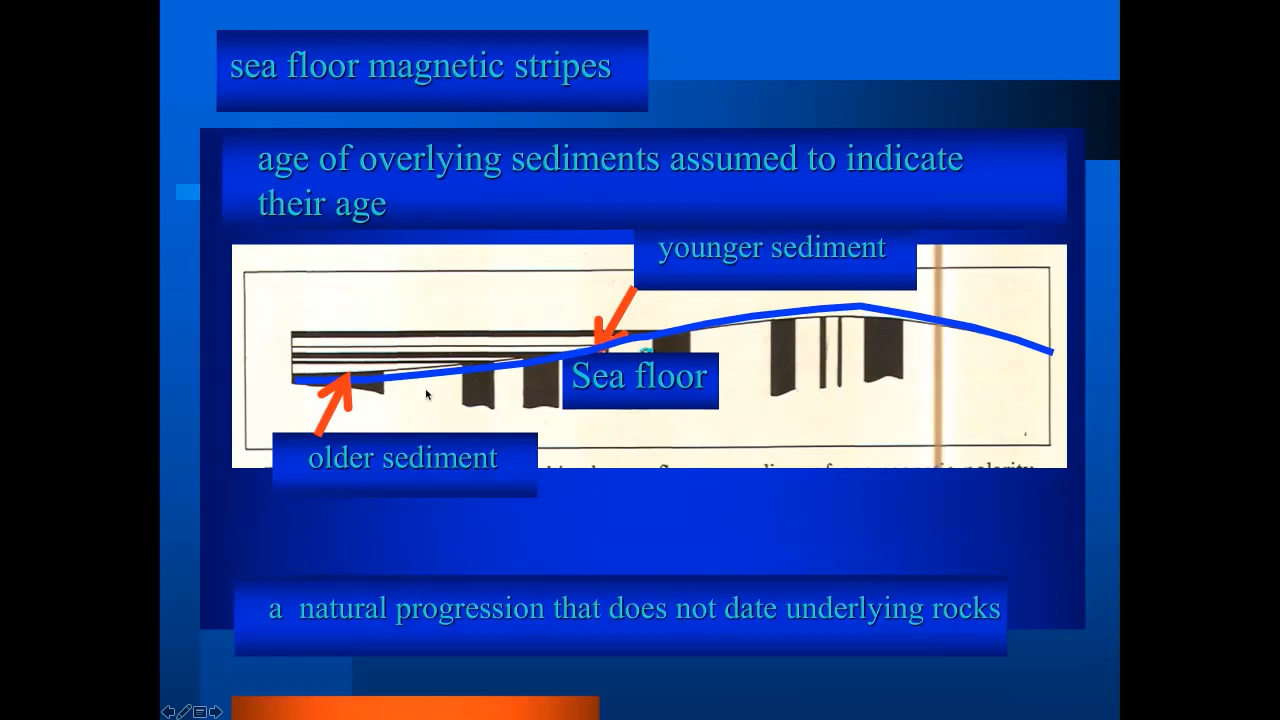 sea floor magnetic stripes
age of overlying sediments assumed to indicate
their age
younger sediment
Sea floor
older sediment
a natural progression that does not date underlying rocks